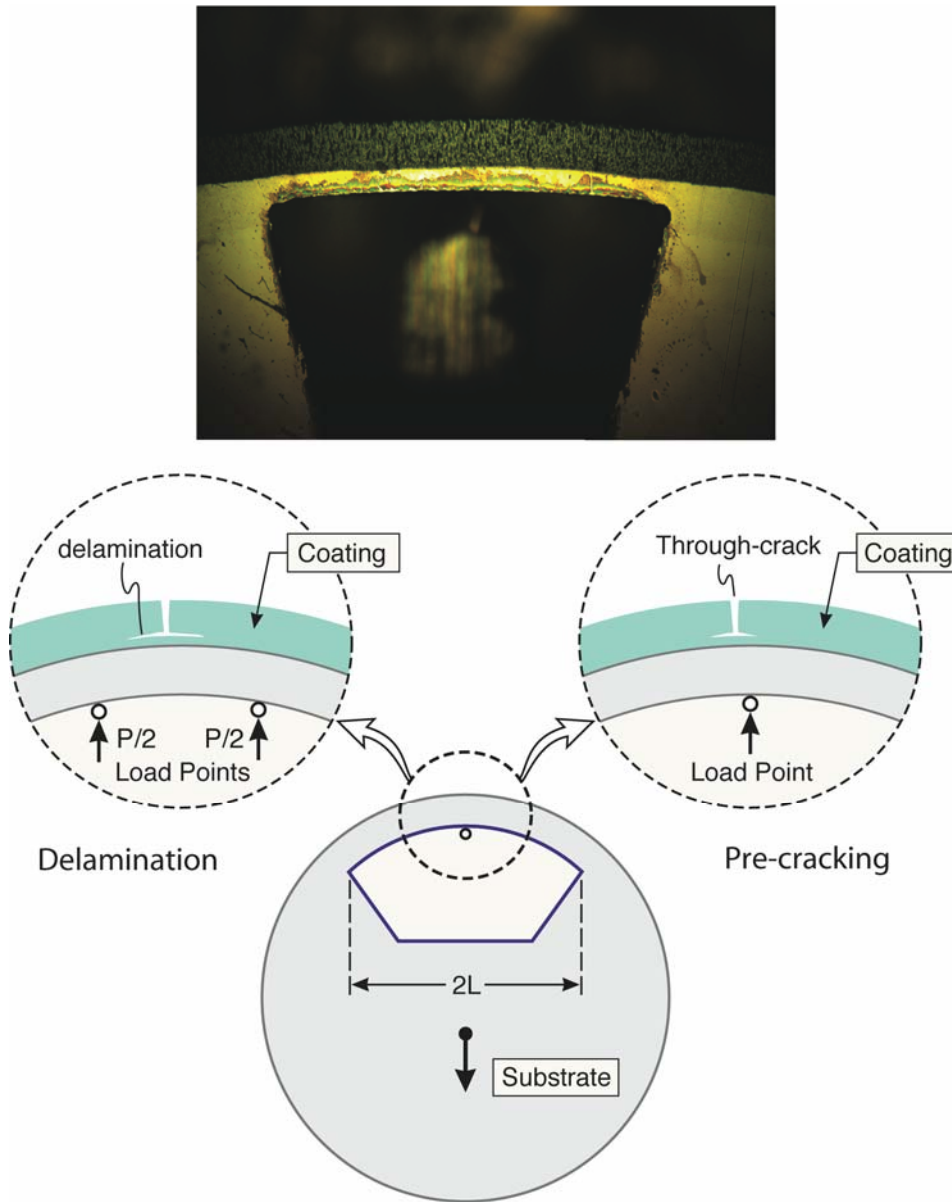 delamination
Coating
P/2
P/2
Load Points
Delamination
Through-crack
Coating
Load Point
Pre-cracking
2L
Substrate